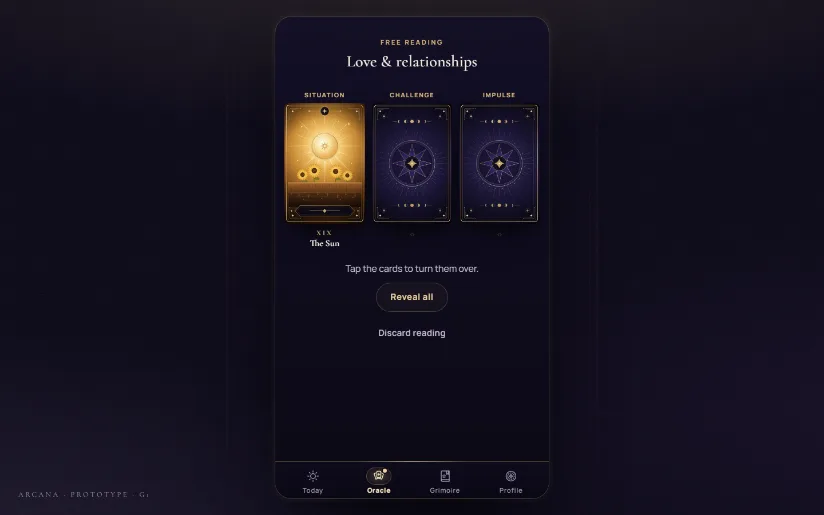 FREE READING
Love & relationships
SITUATION CHALLENGE IMPULSE
XIX
The Sun
Tap the cards to turn them over.
Reveal all
Discard reading
Today Oracle Grimoire Profile
ARCANA · PROTOTYPE · G1